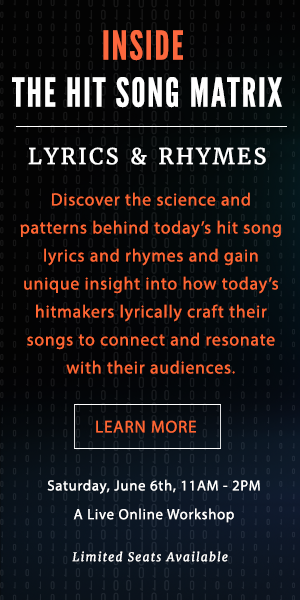 INSIDE
THE HIT SONG MATRIX
LYRICS & RHYMES
Discover the science and
patterns behind today's hit song
lyrics and rhymes and gain
unique insight into how today's
hitmakers lyrically craft their
songs to connect and resonate
with their audiences.
LEARN MORE
Saturday, June 6th, 11AM - 2PM
A Live Online Workshop
Limited Seats Available